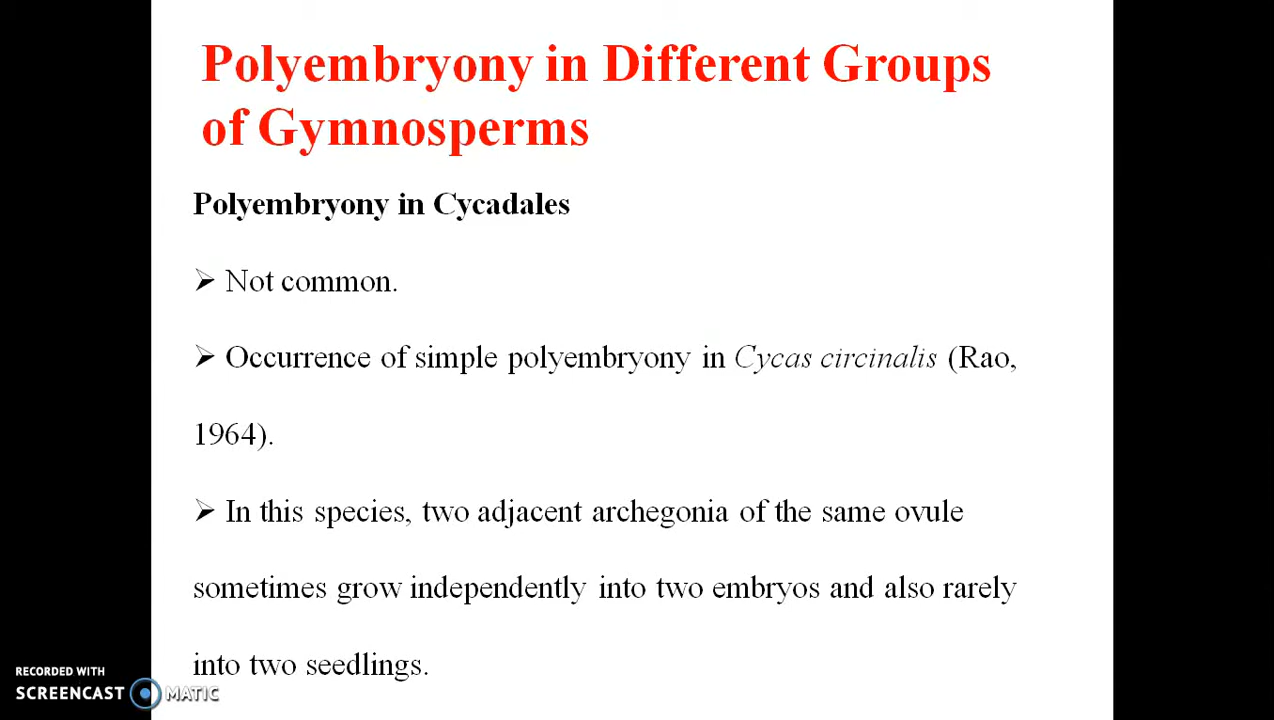 Polyembryony in Different Groups
of Gymnosperms
Polyembryony in Cycadales
➢ Not common.
➢ Occurrence of simple polyembryony in Cycas circinalis (Rao,
1964).
➢ In this species, two adjacent archegonia of the same ovule
sometimes grow independently into two embryos and also rarely
into two seedlings.
RECORDED WITH
SCREENCAST MATIC